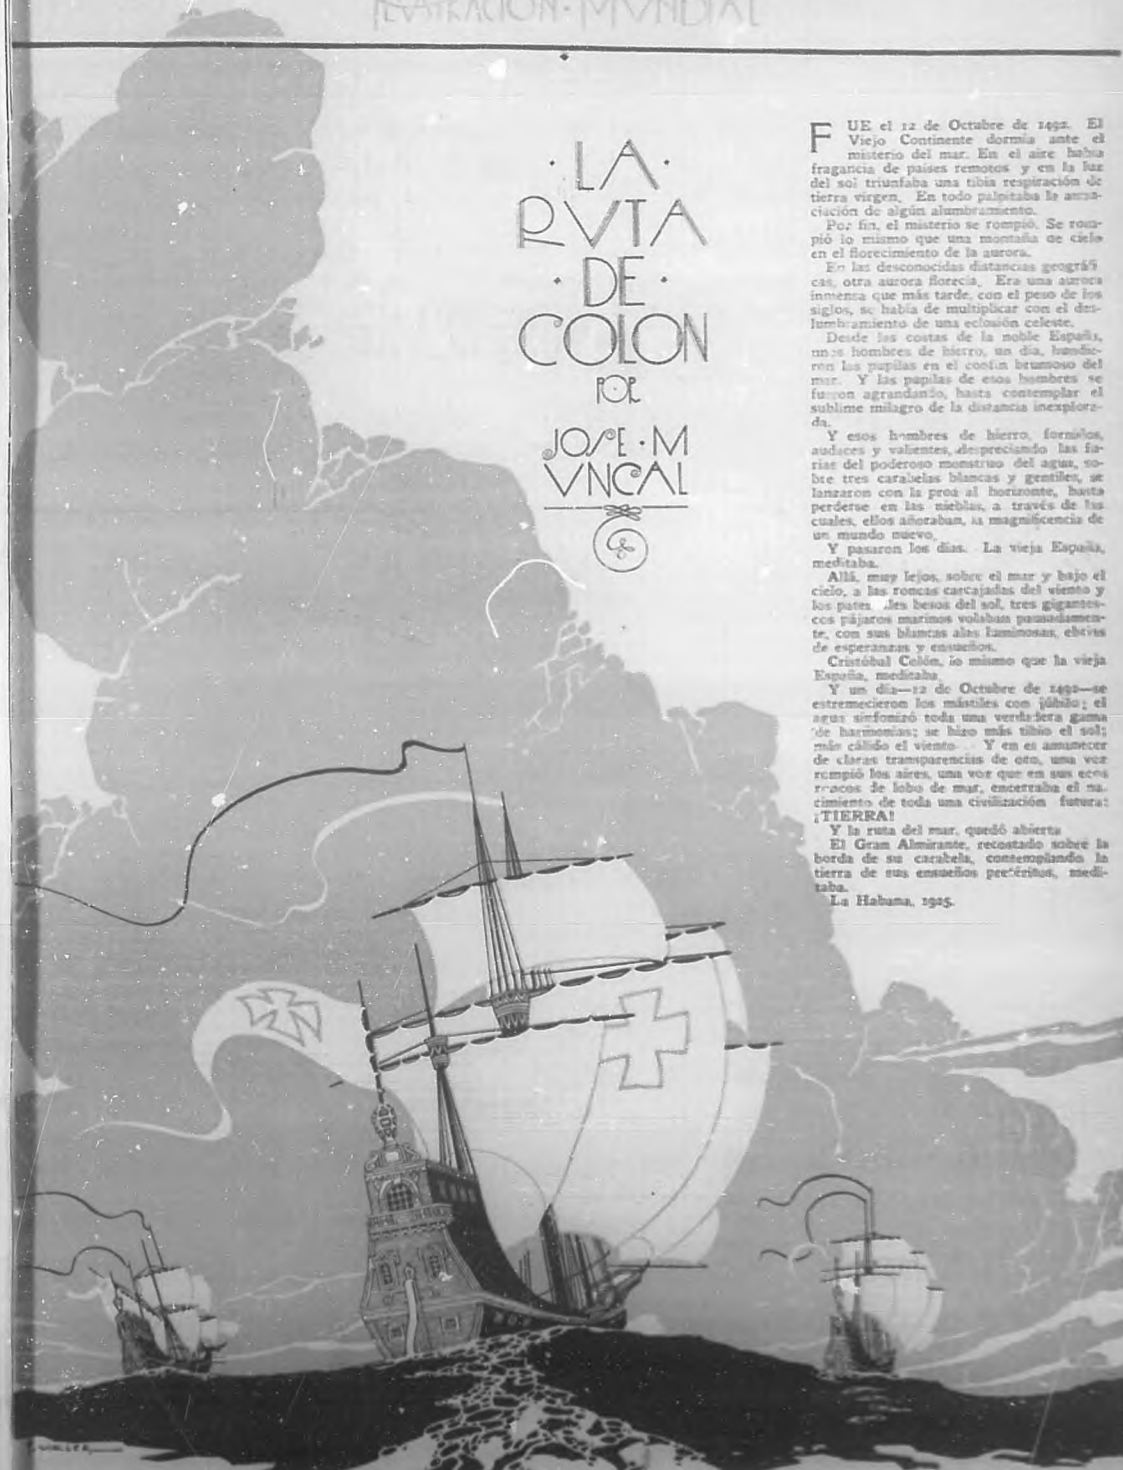 ILVSTRACION · MVNDIAL
· LA ·
RVTA
· DE ·
COLON
POR
JOSE · M
VNCAL
FUE el 12 de Octubre de 1492. El
Viejo Continente dormía ante el
misterio del mar. En el aire había
fragancia de países remotos y en la luz
del sol triunfaba una tibia respiración de
tierra virgen. En todo palpitaba la anun-
ciación de algún alumbramiento.
Por fin, el misterio se rompió. Se rom-
pió lo mismo que una montaña de cielo
en el florecimiento de la aurora.
En las desconocidas distancias geográfi-
cas, otra aurora florecía. Era una aurora
inmensa que más tarde, con el peso de los
siglos, se había de multiplicar con el des-
lumbramiento de una eclosión celeste.
Desde las costas de la noble España,
unos hombres de hierro, un día, hundie-
ron las pupilas en el confín brumoso del
mar. Y las pupilas de esos hombres se
fueron agrandando, hasta contemplar el
sublime milagro de la distancia inexplora-
da.
Y esos hombres de hierro, fornidos,
audaces y valientes, despreciando las fu-
rias del poderoso monstruo del agua, so-
bre tres carabelas blancas y gentiles, se
lanzaron con la proa al horizonte, hasta
perderse en las nieblas, a través de las
cuales, ellos añoraban, la magnificencia de
un mundo nuevo.
Y pasaron los días. La vieja España,
meditaba.
Allá, muy lejos, sobre el mar y bajo el
cielo, a las roncas carcajadas del viento y
los besos del sol, tres gigantes-
cos pájaros marinos volaban pausadamen-
te, con sus blancas alas luminosas, ebrias
de esperanzas y ensueños.
Cristóbal Colón, lo mismo que la vieja
España, meditaba.
Y un día—12 de Octubre de 1492—se
estremecieron los mástiles con júbilo; el
agua sinfonizó toda una verdadera gama
de harmonías; se hizo más tibio el sol;
más cálido el viento... Y en es amanecer
de claras transparencias de oro, una voz
rompió los aires, una voz que en sus ecos
roncos de lobo de mar, encerraba el na-
cimiento de toda una civilización futura:
¡TIERRA!
Y la ruta del mar, quedó abierta
El Gran Almirante, recostado sobre la
borda de su carabela, contemplando la
tierra de sus ensueños pretéritos, medi-
taba.
La Habana, 1925.